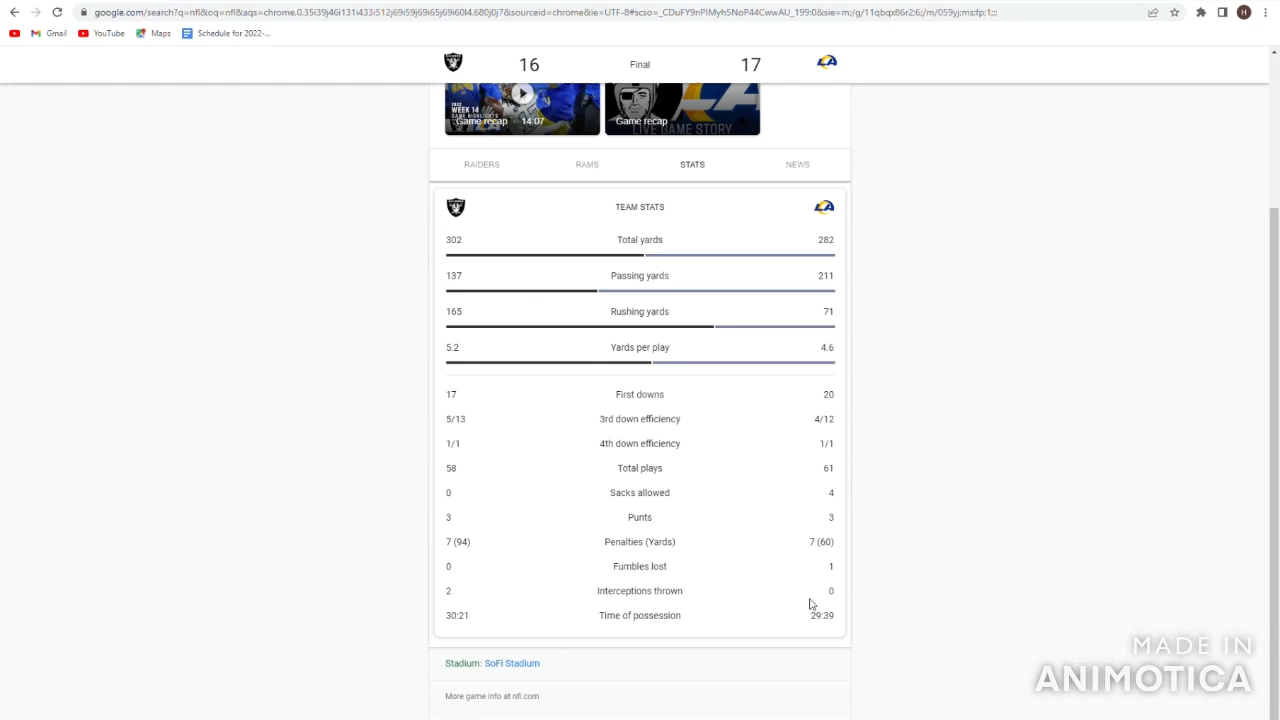 google.com/search?q=nfl&oq=nfl&aqs=chrome.0.35i39j46i131i433i512j69i59j69i65j69i60l4.680j0j7&sourceid=chrome&ie=UTF-8#scso=_CDuFY9nPIMyh5NoP44CwwAU_199:0&sie=m;/g/11qbqx86r2;6;/m/059yj;ms;fp;1;;;
H
Gmail YouTube Maps Schedule for 2022-...
16 Final 17
2022
WEEK 14
GAME HIGHLIGHTS
Game recap 14:07
Game recap
LIVE GAME STORY
RAIDERS RAMS STATS NEWS
TEAM STATS
302 Total yards 282
137 Passing yards 211
165 Rushing yards 71
5.2 Yards per play 4.6
17 First downs 20
5/13 3rd down efficiency 4/12
1/1 4th down efficiency 1/1
58 Total plays 61
0 Sacks allowed 4
3 Punts 3
7 (94) Penalties (Yards) 7 (60)
0 Fumbles lost 1
2 Interceptions thrown 0
30:21 Time of possession 29:39
Stadium: SoFi Stadium
More game info at nfl.com
MADE IN
ANIMOTICA